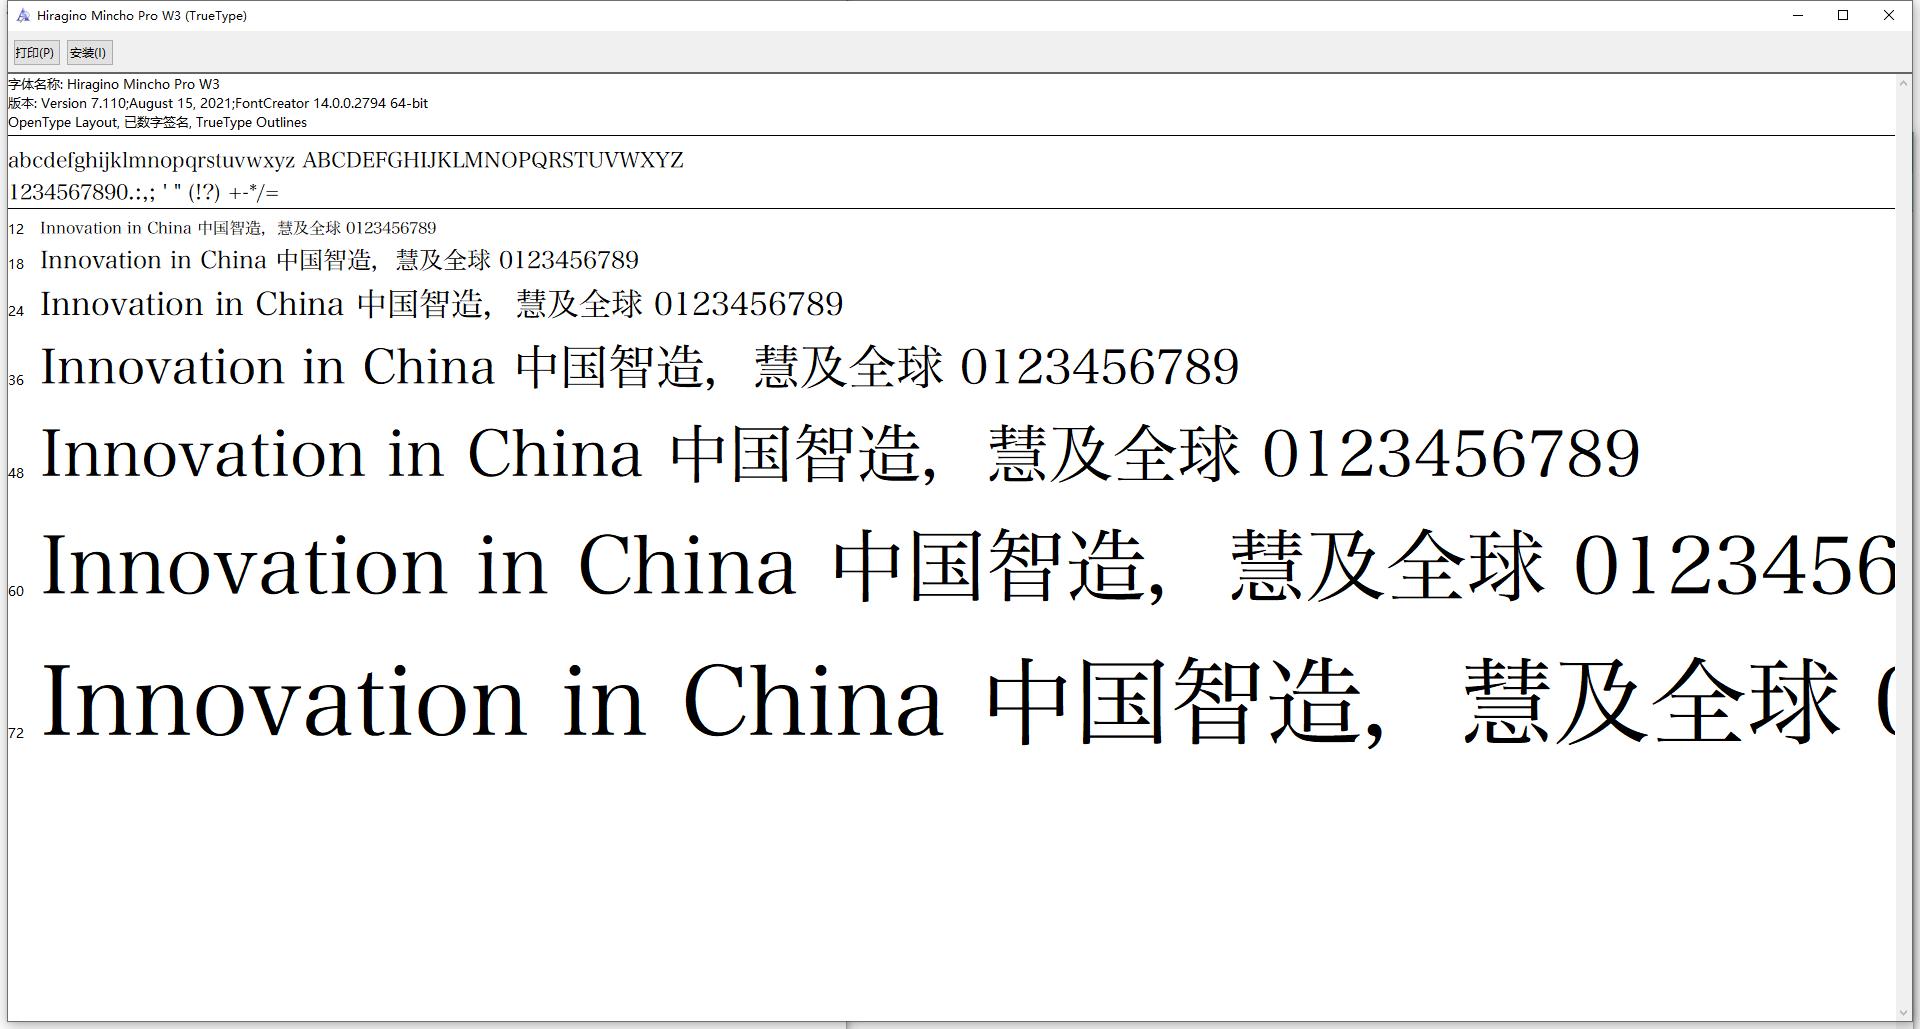 Hiragino Mincho Pro W3 (TrueType)
打印(P) 安装(I)
字体名称: Hiragino Mincho Pro W3
版本: Version 7.110;August 15, 2021;FontCreator 14.0.0.2794 64-bit
OpenType Layout, 已数字签名, TrueType Outlines
abcdefghijklmnopqrstuvwxyz ABCDEFGHIJKLMNOPQRSTUVWXYZ
1234567890.:,; ' " (!?) +-*/=
12 Innovation in China 中国智造，慧及全球 0123456789
18 Innovation in China 中国智造，慧及全球 0123456789
24 Innovation in China 中国智造，慧及全球 0123456789
36 Innovation in China 中国智造，慧及全球 0123456789
48 Innovation in China 中国智造，慧及全球 0123456789
60 Innovation in China 中国智造，慧及全球 0123456
72 Innovation in China 中国智造，慧及全球 0